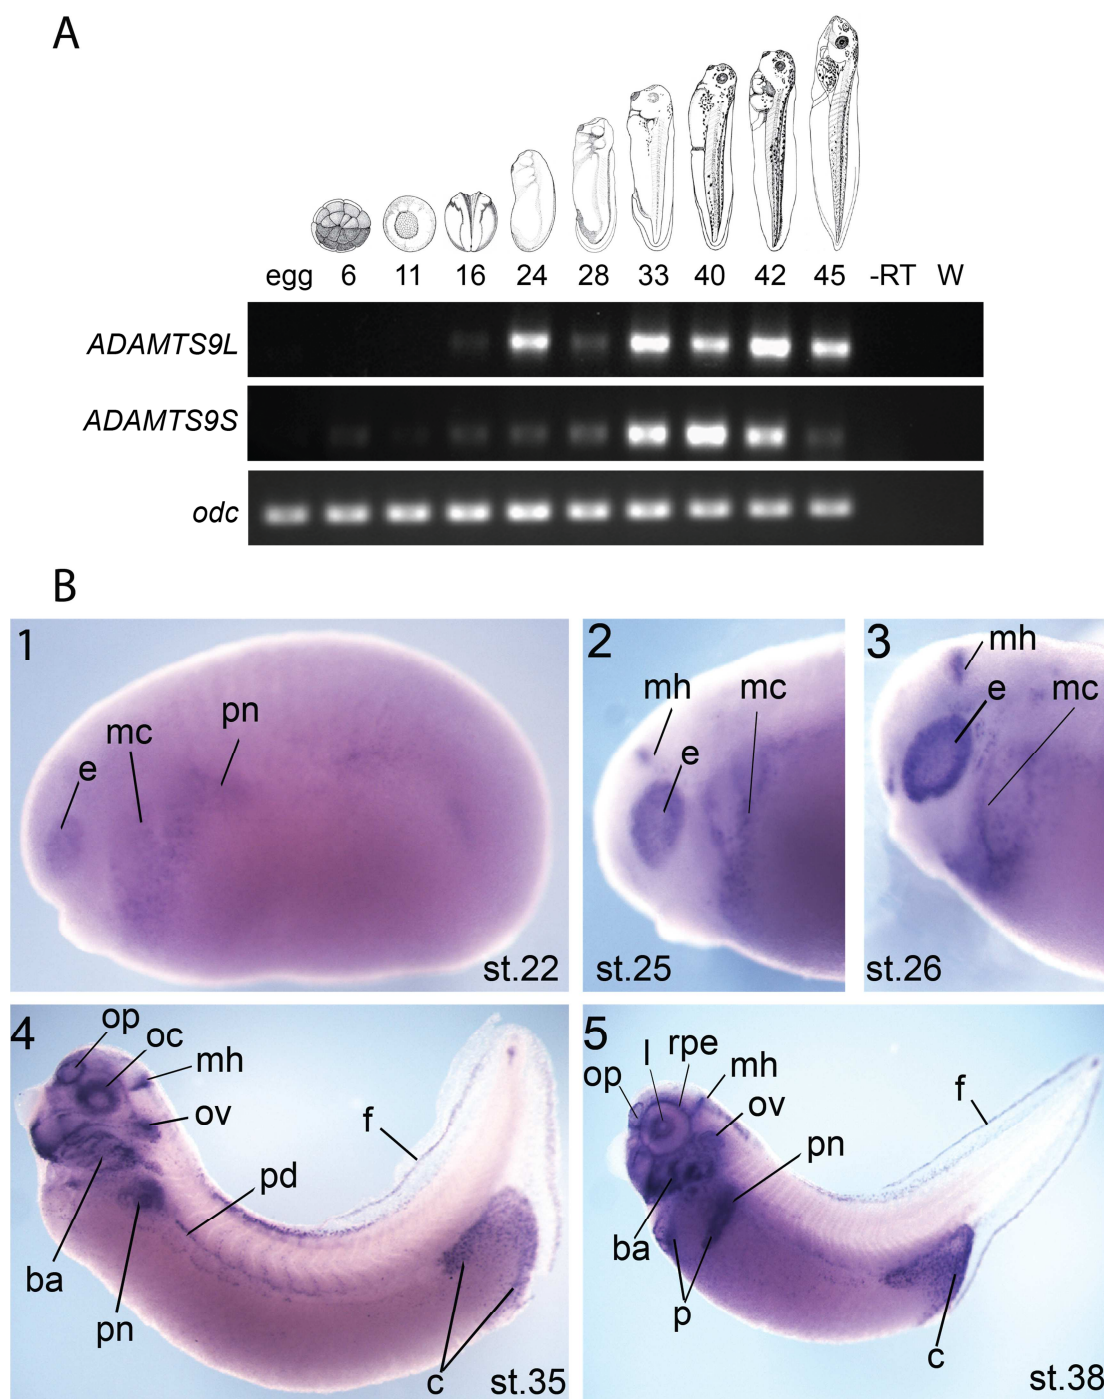 A
egg 6 11 16 24 28 33 40 42 45 -RT W
ADAMTS9L
ADAMTS9S
odc
B
1
e
mc
pn
st.22
2
mh
mc
e
st.25
3
mh
e
mc
st.26
4
op
oc
mh
ov
f
pd
ba
pn
c
st.35
5
op
l
rpe
mh
ov
f
pn
ba
p
c
st.38